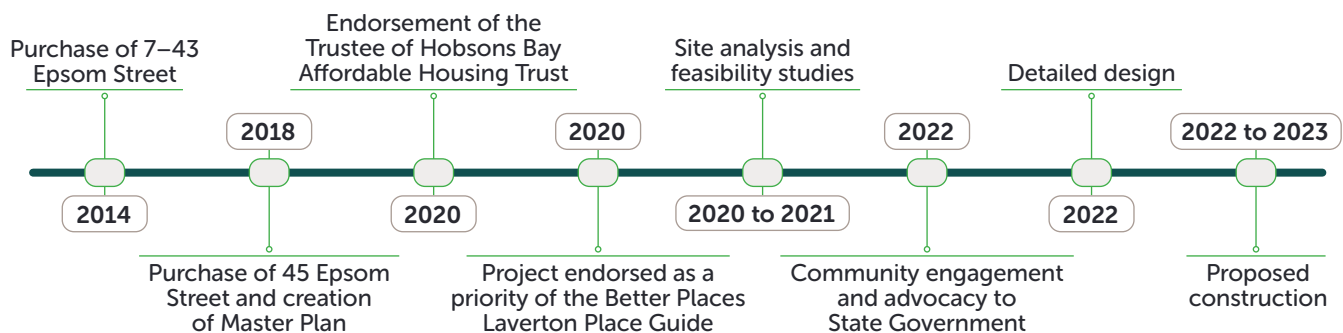 Purchase of 7–43
Epsom Street
2014
2018
Purchase of 45 Epsom
Street and creation
of Master Plan
Endorsement of the
Trustee of Hobsons Bay
Affordable Housing Trust
2020
2020
Project endorsed as a
priority of the Better Places
Laverton Place Guide
Site analysis and
feasibility studies
2020 to 2021
2022
Community engagement
and advocacy to
State Government
Detailed design
2022
2022 to 2023
Proposed
construction